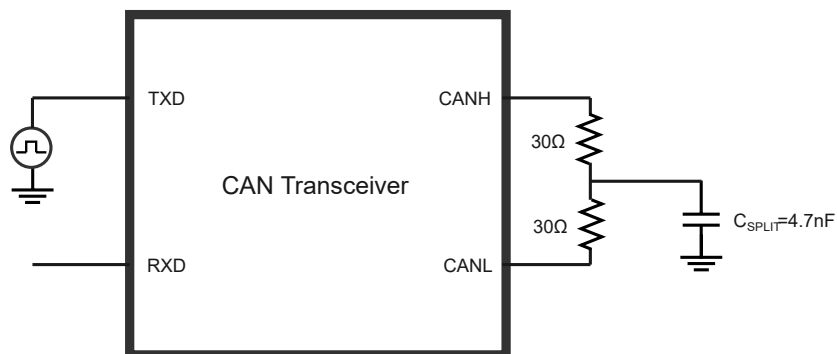 TXD
CANH
30Ω
CAN Transceiver
30Ω
C_SPLIT=4.7nF
RXD
CANL